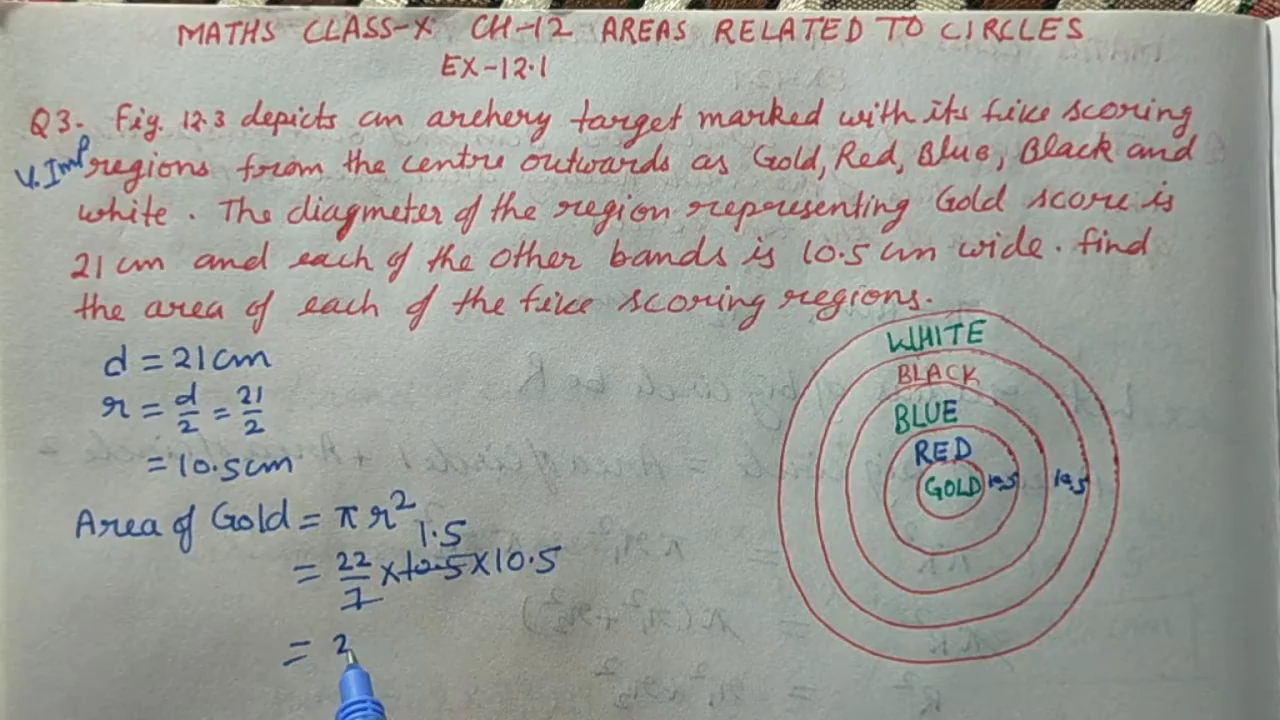 MATHS CLASS-X CH-12 AREAS RELATED TO CIRCLES
EX-12.1
Q3. Fig. 12.3 depicts an archery target marked with its five scoring
V.Imp regions from the centre outwards as Gold, Red, Blue, Black and
white. The diagmeter of the region representing Gold score is
21 cm and each of the other bands is 10.5 cm wide. find
the area of each of the five scoring regions.
WHITE
BLACK
BLUE
RED
GOLD 10.5 10.5
d = 21cm
r = d/2 = 21/2
= 10.5cm
Area of Gold = π r²
1.5
= 22/7 × 10.5 × 10.5
= 2